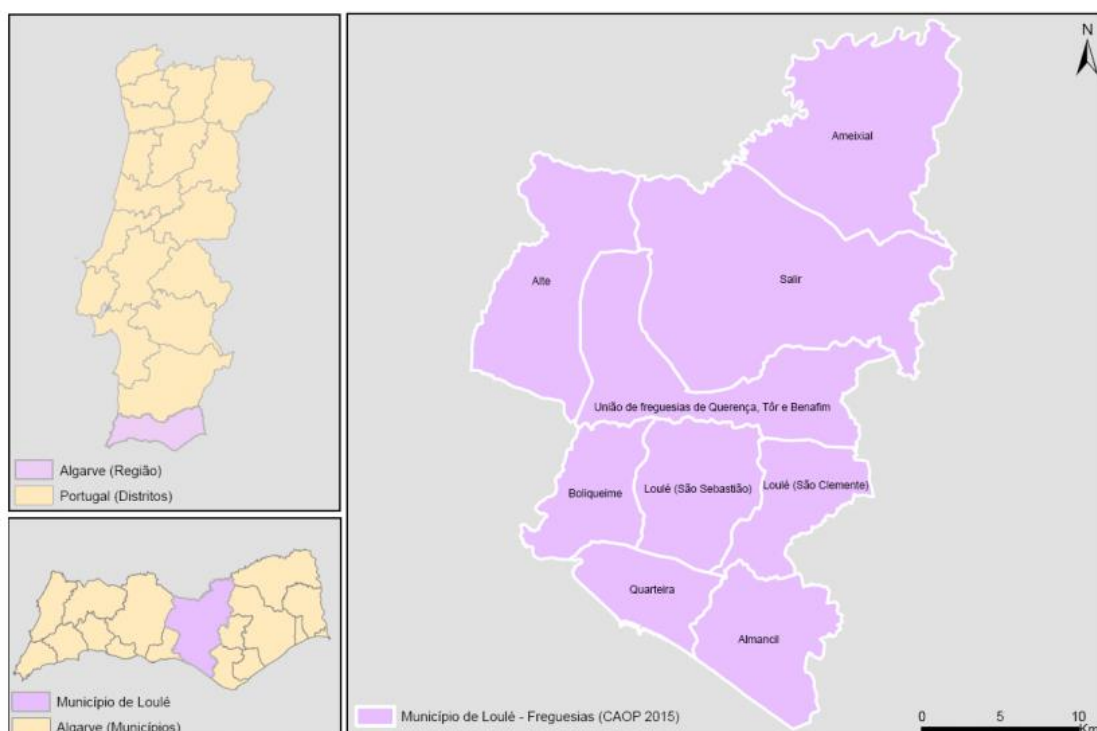 Algarve (Região)
Portugal (Distritos)
Município de Loulé
Algarve (Municípios)
N
Ameixial
Alte
Salir
União de freguesias de Querença, Tôr e Benafim
Boliqueime
Loulé (São Sebastião)
Loulé (São Clemente)
Quarteira
Almancil
Município de Loulé - Freguesias (CAOP 2015)
0 5 10
Km